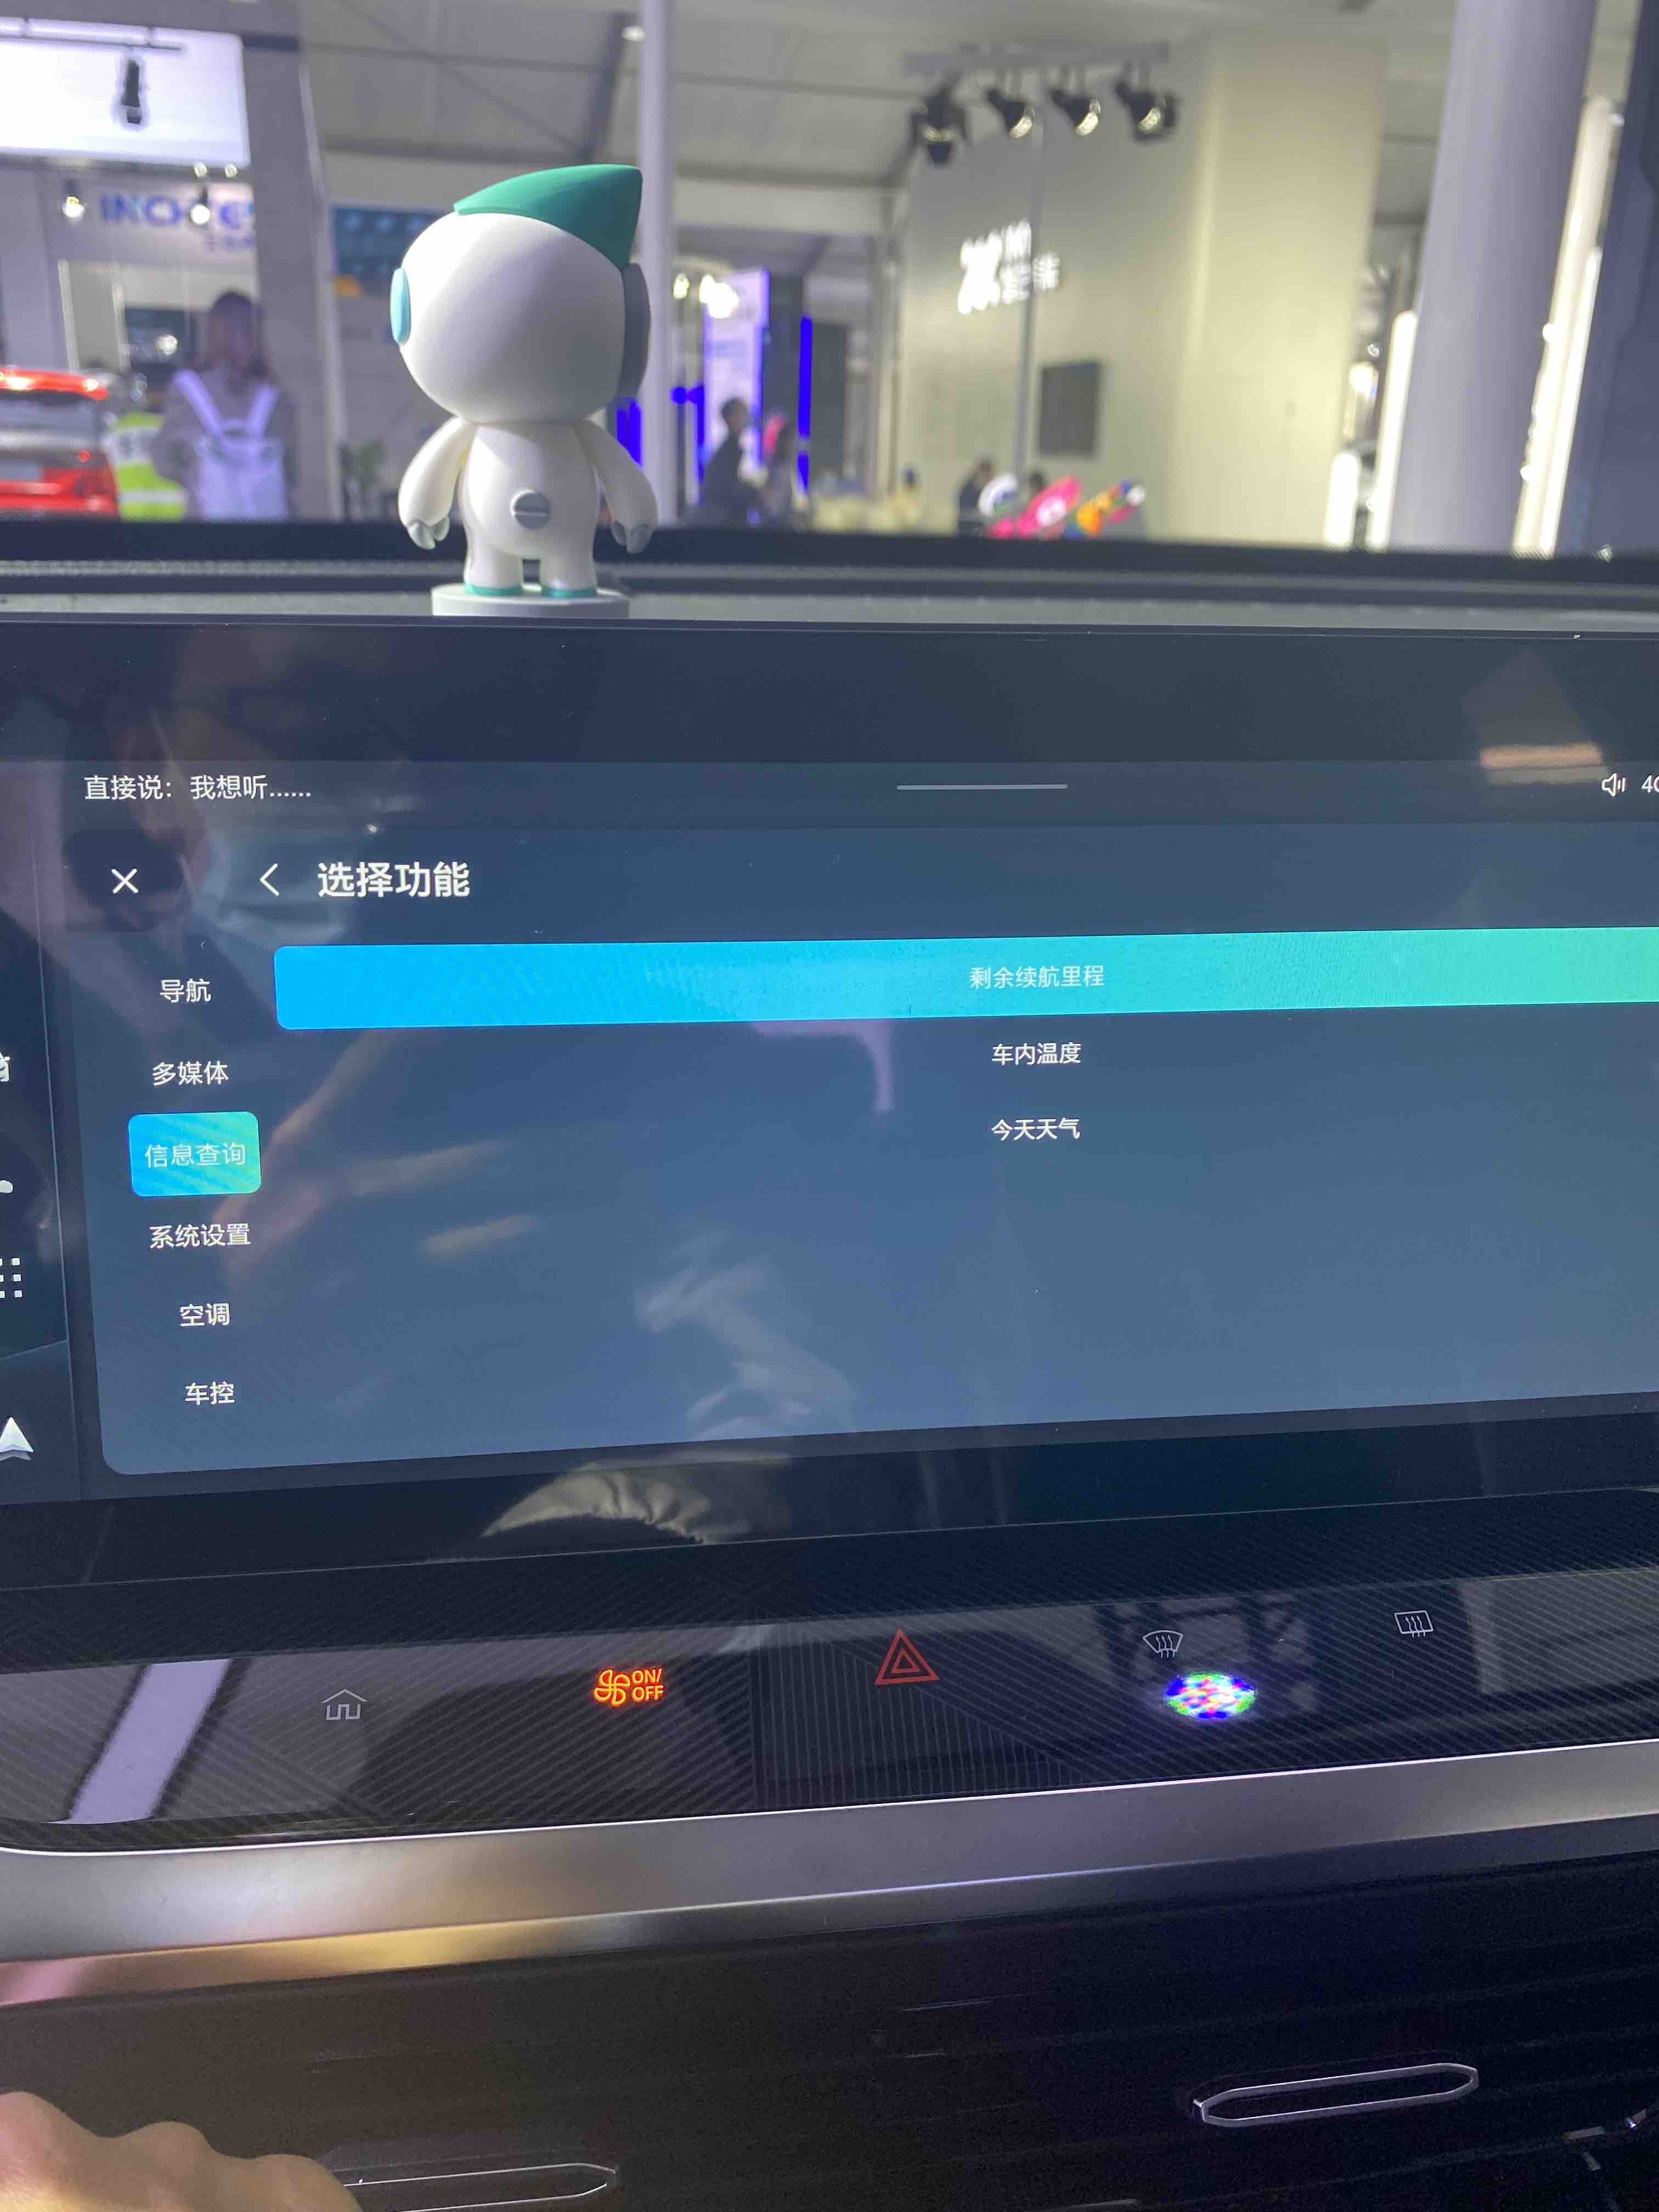 直接说：我想听......
选择功能
导航
剩余续航里程
多媒体
车内温度
信息查询
今天天气
系统设置
空调
车控
ON/
OFF